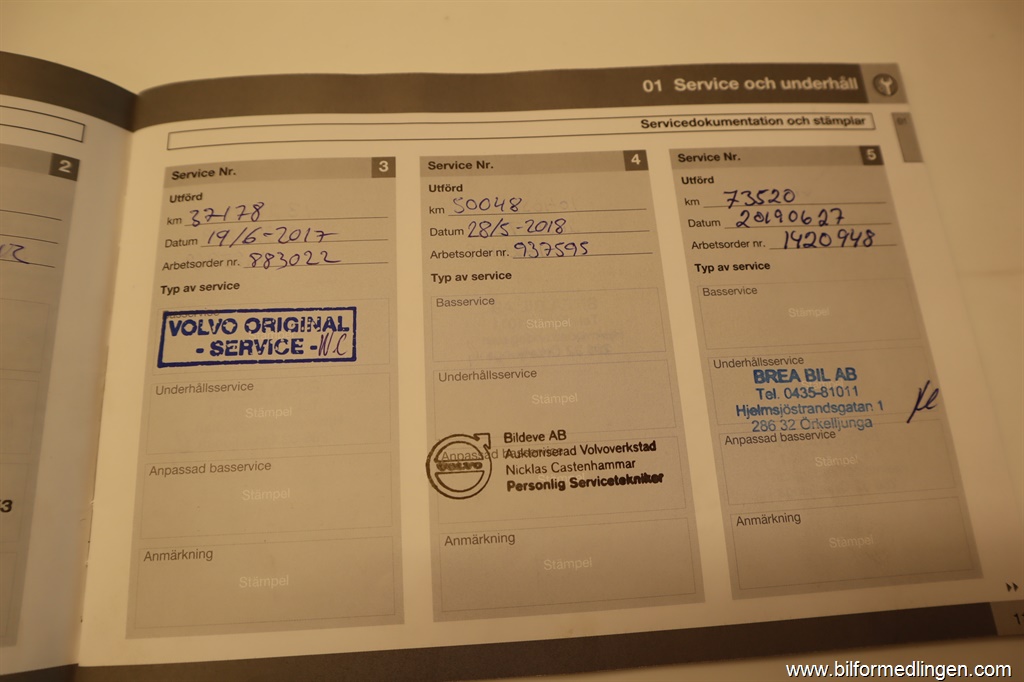 01 Service och underhåll
Servicedokumentation och stämplar
01
2
3
Service Nr. 3
Utförd
km 37178
Datum 19/6-2017
Arbetsorder nr. 883022
Typ av service
VOLVO ORIGINAL
- SERVICE -
Underhållsservice
Stämpel
Anpassad basservice
Stämpel
Anmärkning
Stämpel
Service Nr. 4
Utförd
km 50048
Datum 28/5-2018
Arbetsorder nr. 937595
Typ av service
Basservice
Stämpel
Underhållsservice
Stämpel
Bildeve AB
Auktoriserad Volvoverkstad
Nicklas Castenhammar
Personlig Servicetekniker
VOLVO
Anpassad
Anmärkning
Stämpel
Service Nr. 5
Utförd
km 73520
Datum 20190627
Arbetsorder nr. 1420948
Typ av service
Basservice
Stämpel
Underhållsservice
BREA BIL AB
Tel. 0435-81011
Hjelmsjöstrandsgatan 1
286 32 Örkelljunga
Anpassad basservice
Stämpel
Anmärkning
Stämpel
www.bilformedlingen.com